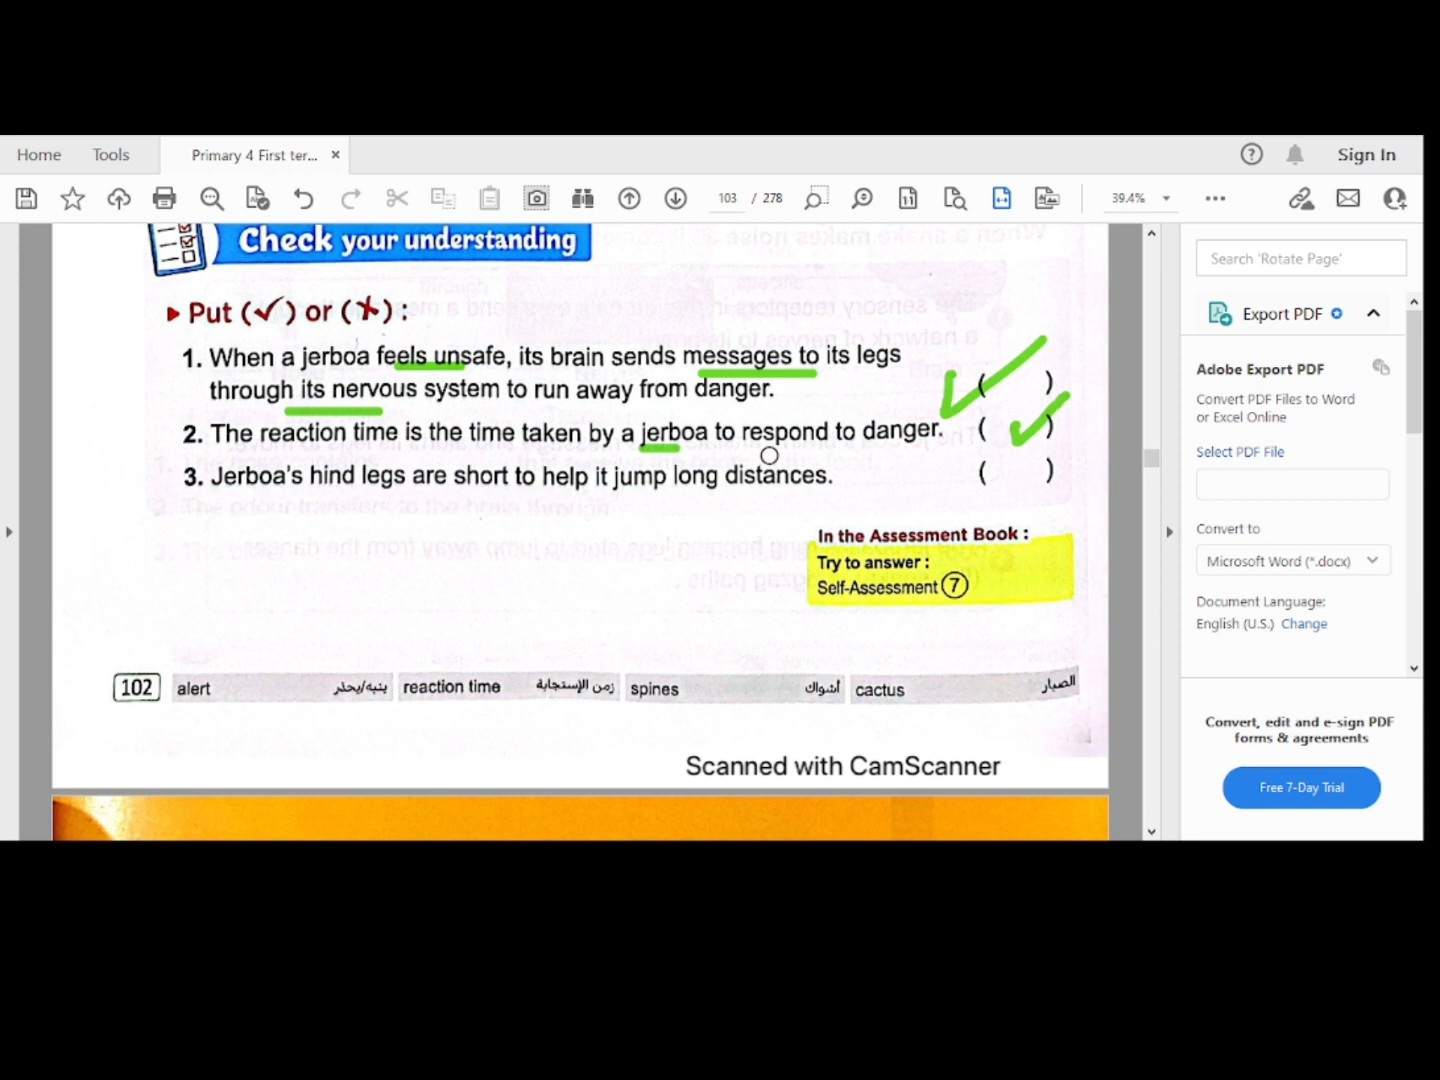 Home Tools Primary 4 First ter... × Sign In
103 / 278 39.4%
Check your understanding
Put (✓) or (✗) :
1. When a jerboa feels unsafe, its brain sends messages to its legs
through its nervous system to run away from danger. ( )
2. The reaction time is the time taken by a jerboa to respond to danger. ( )
3. Jerboa's hind legs are short to help it jump long distances. ( )
In the Assessment Book :
Try to answer :
Self-Assessment 7
102 alert ينبه/يحذر reaction time زمن الإستجابة spines أشواك cactus الصبار
Scanned with CamScanner
Search 'Rotate Page'
Export PDF
Adobe Export PDF
Convert PDF Files to Word
or Excel Online
Select PDF File
Convert to
Microsoft Word (*.docx)
Document Language:
English (U.S.) Change
Convert, edit and e-sign PDF
forms & agreements
Free 7-Day Trial